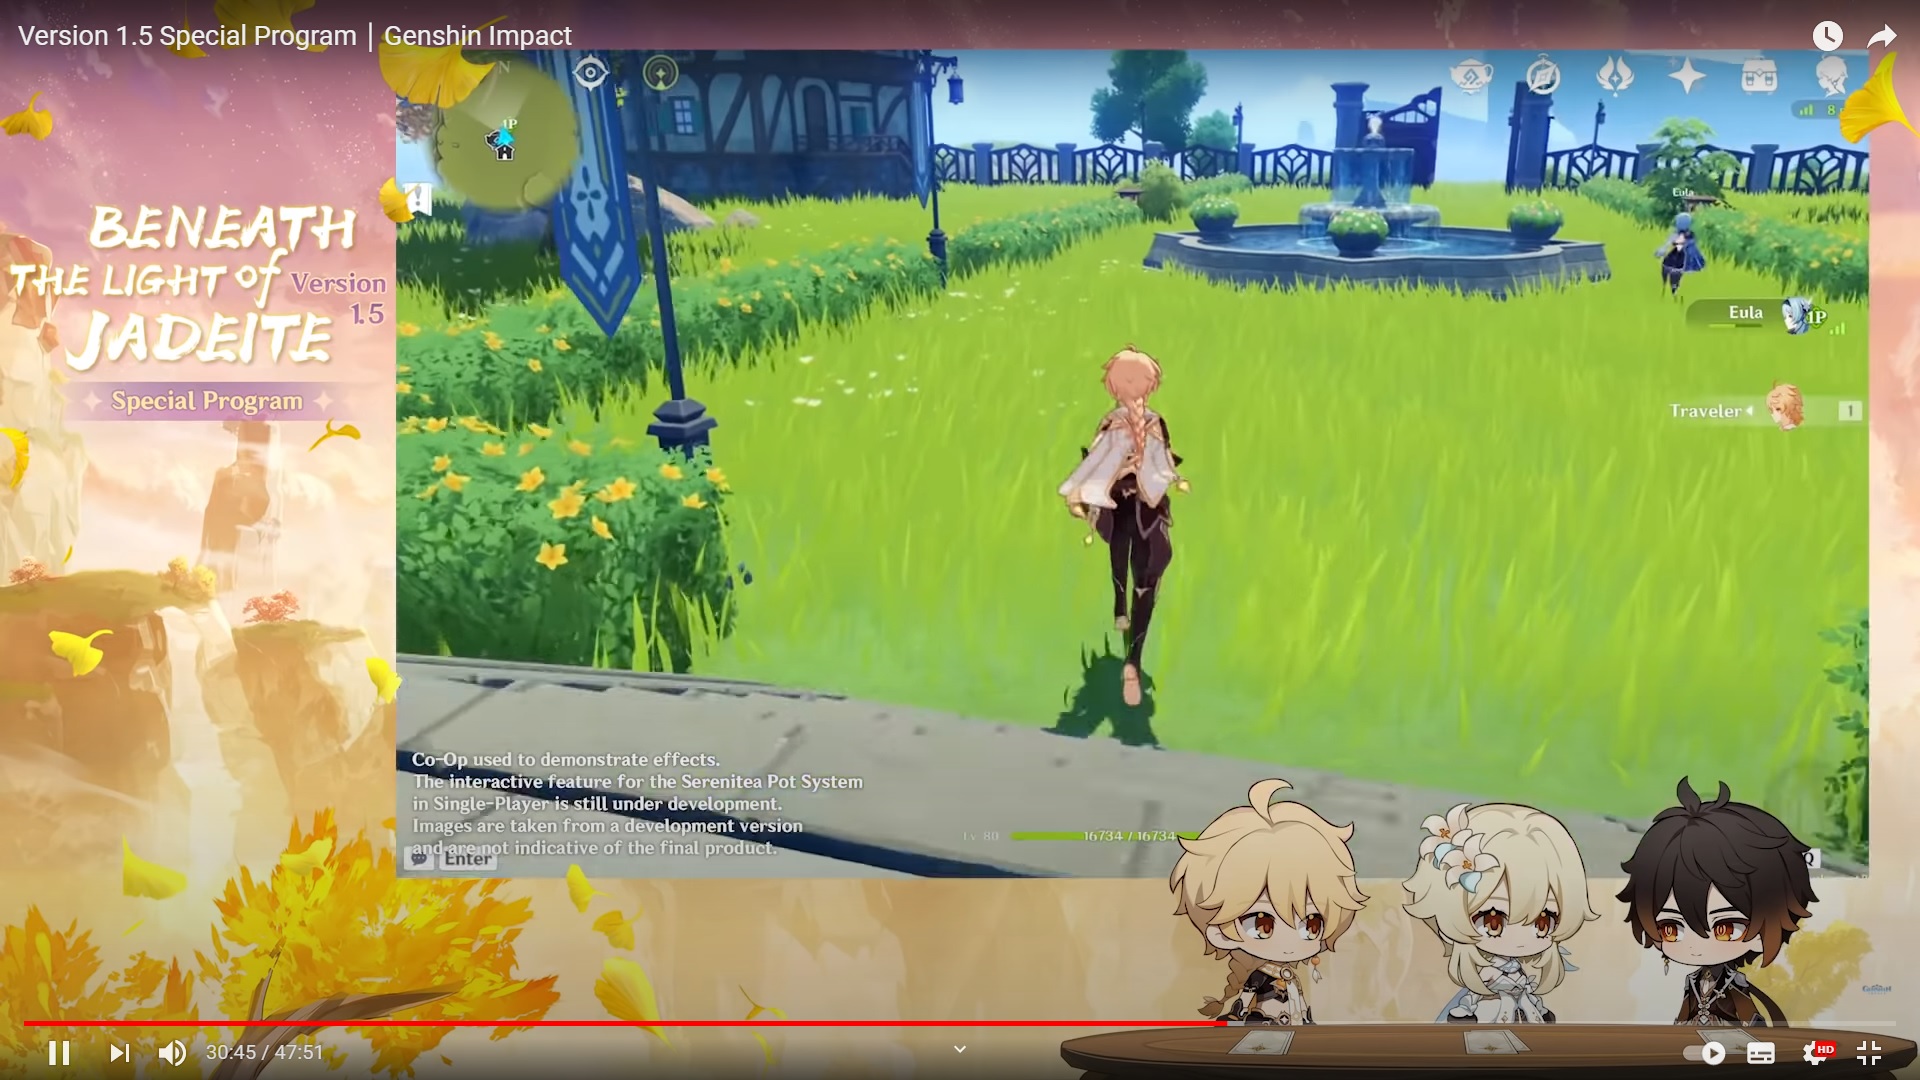 Version 1.5 Special Program | Genshin Impact
N
1P
8
BENEATH
THE LIGHT of
JADEITE
Version
1.5
Special Program
Eula
Eula
1P
Traveler
1
Co-Op used to demonstrate effects.
The interactive feature for the Serenitea Pot System
in Single-Player is still under development.
Images are taken from a development version
and are not indicative of the final product.
Enter
Lv. 80
16734 / 16734
Q
30:45 / 47:51
HD